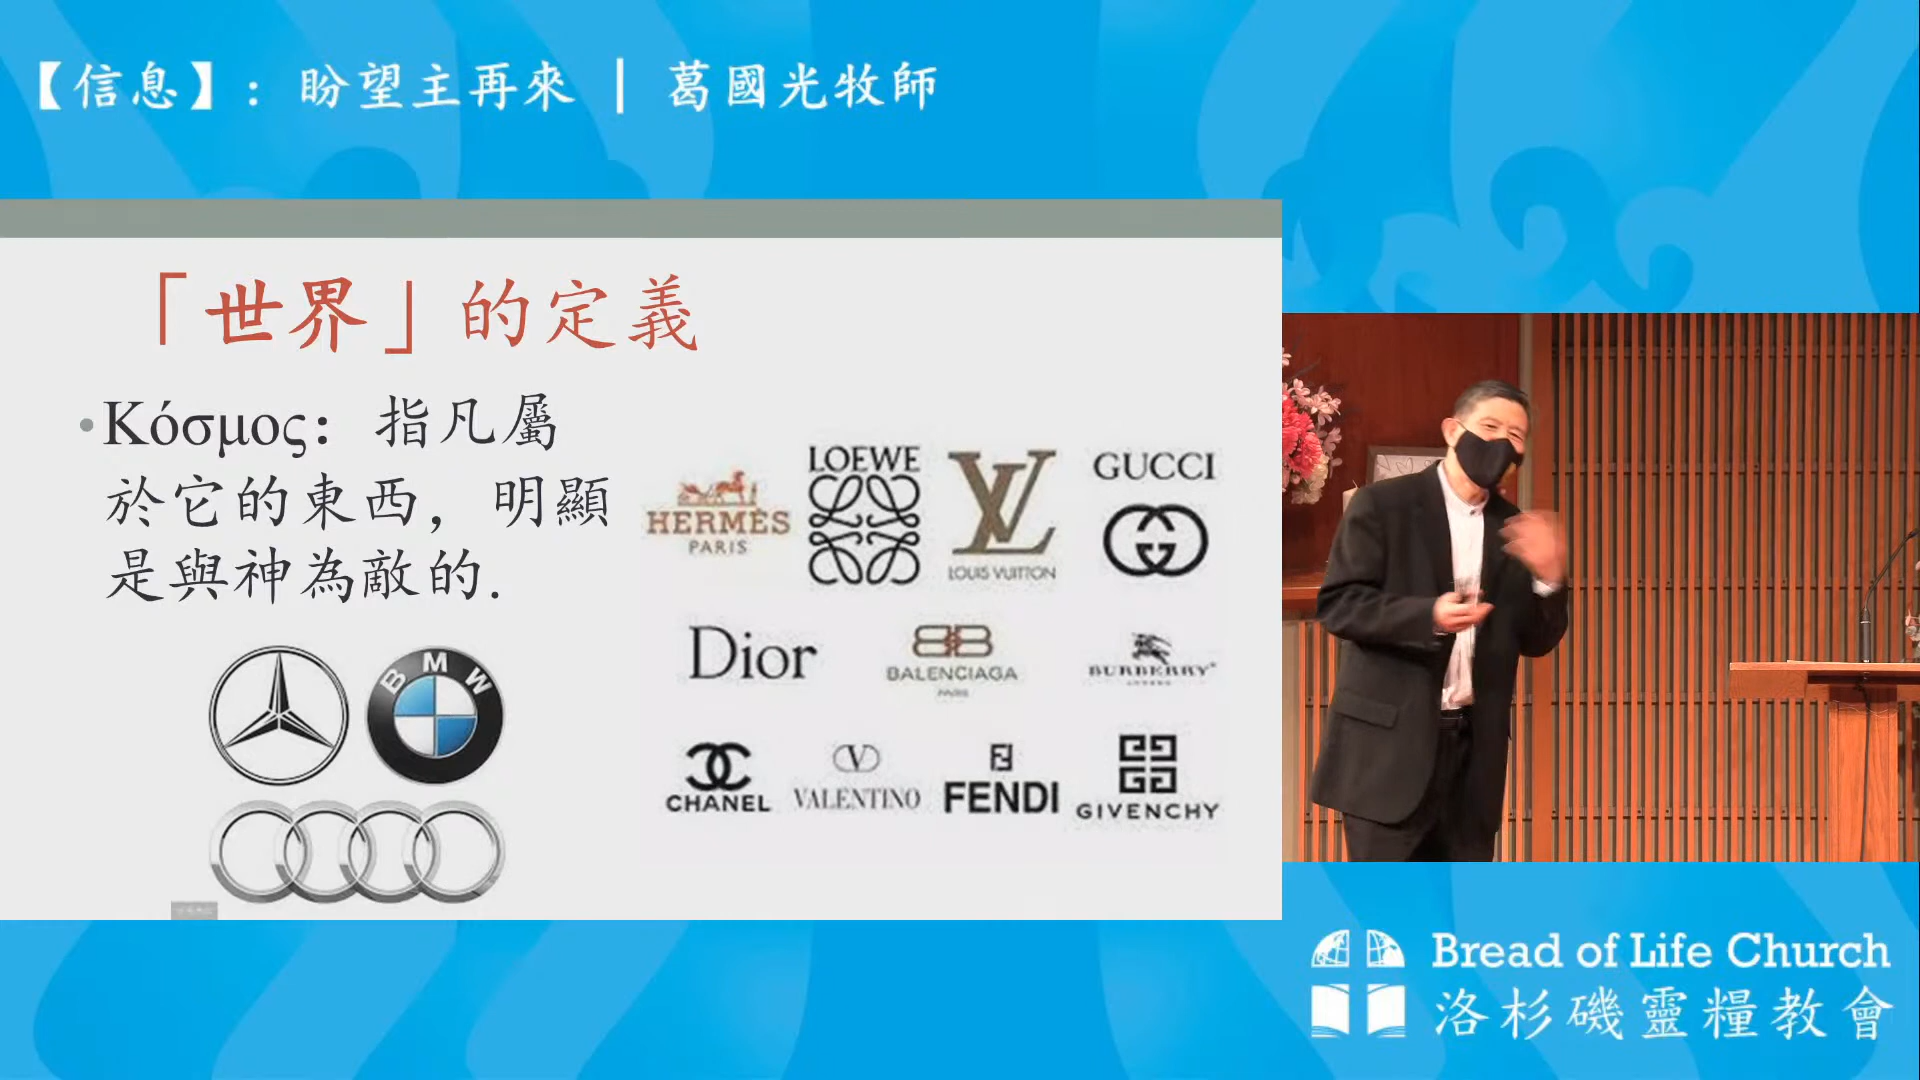 【信息】：盼望主再來 | 葛國光牧師
「世界」的定義
•Κόσμος：指凡屬
於它的東西，明顯
是與神為敵的.
HERMÈS
PARIS
LOEWE
LV
LOUIS VUITTON
GUCCI
Dior
BALENCIAGA
PARIS
BURBERRY
CHANEL
V
VALENTINO
FENDI
GIVENCHY
BMW
Bread of Life Church
洛杉磯靈糧教會